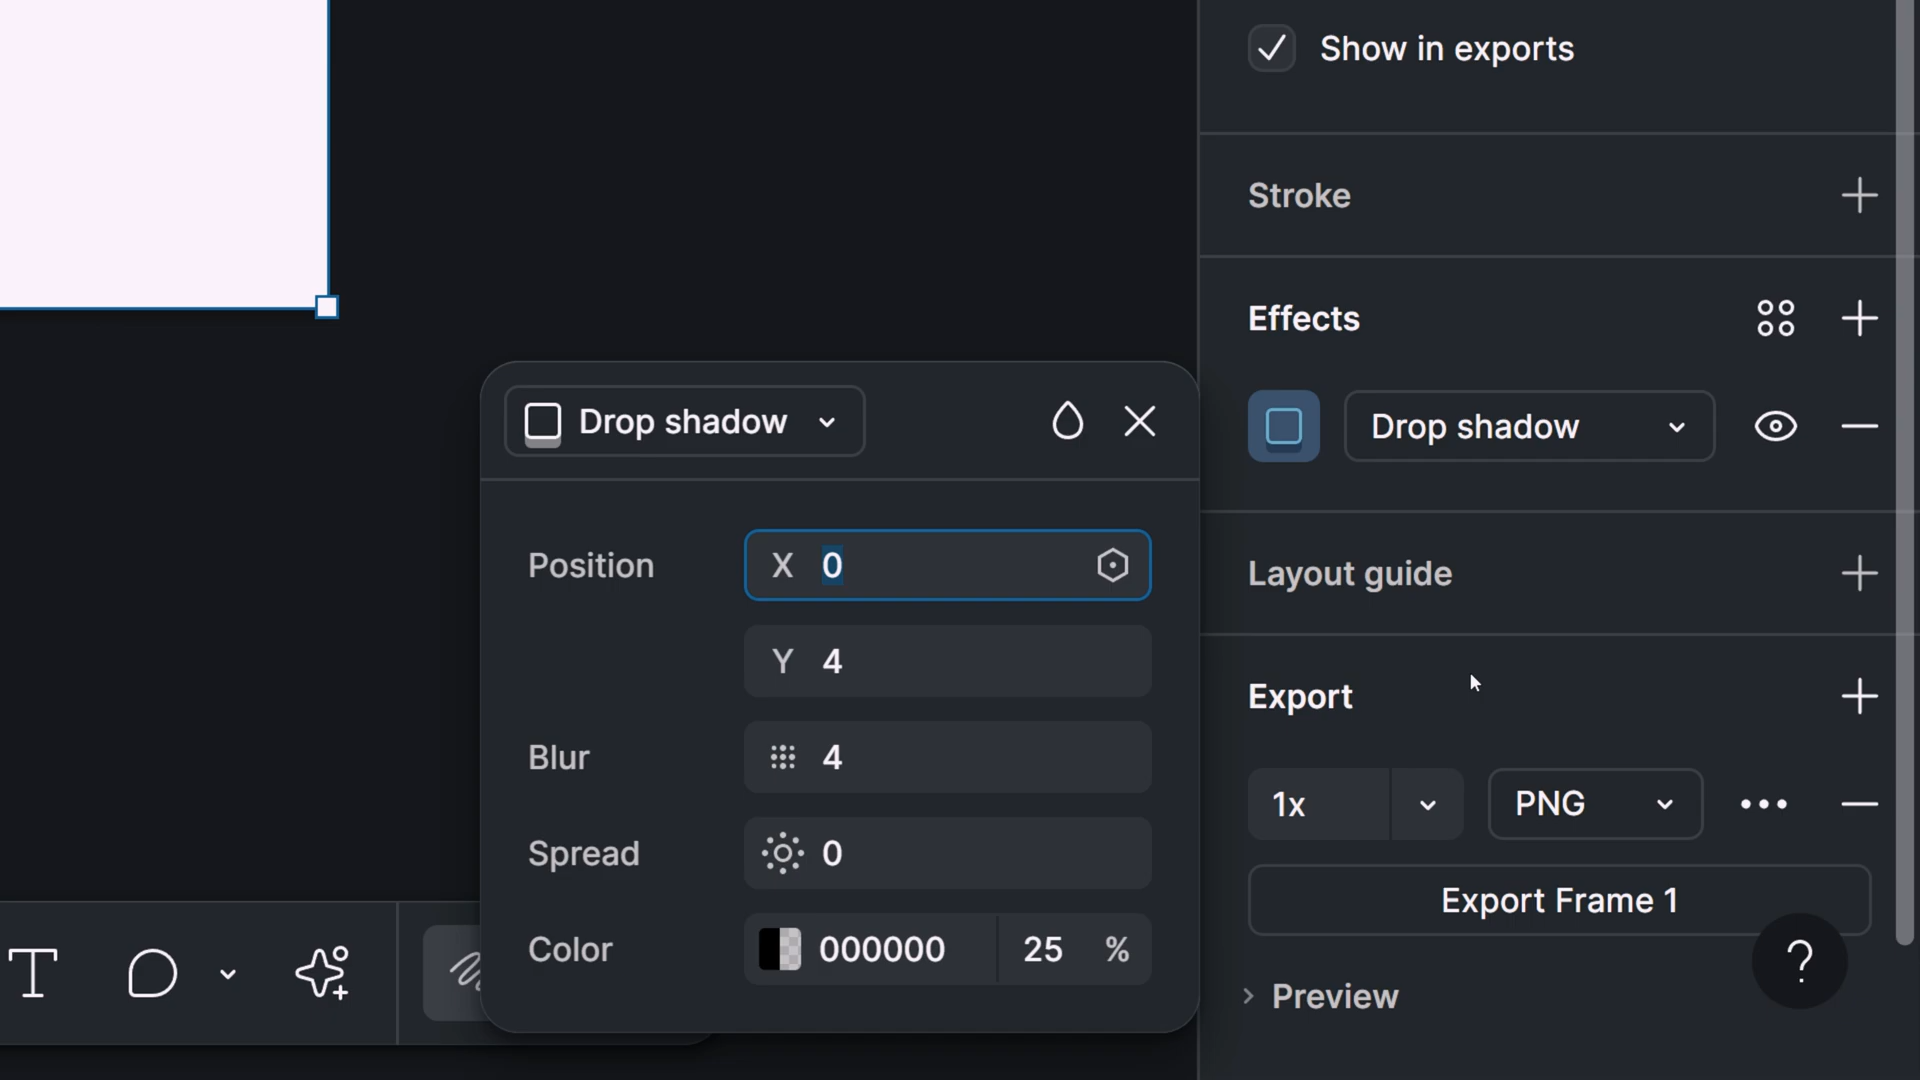 Show in exports
Stroke
Effects
Drop shadow
Layout guide
Export
1x
PNG
Export Frame 1
Preview
?
Drop shadow
Position
X 0
Y 4
Blur
4
Spread
0
Color
000000
25 %
T